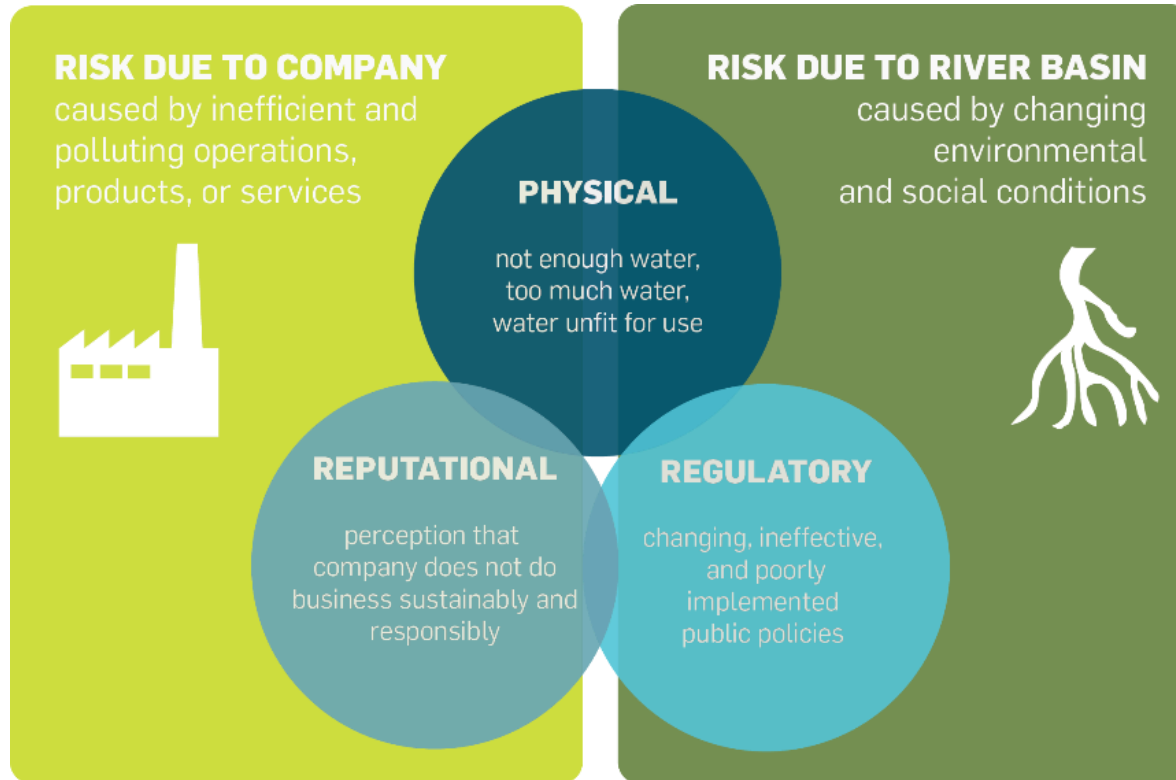 RISK DUE TO COMPANY
caused by inefficient and
polluting operations,
products, or services
RISK DUE TO RIVER BASIN
caused by changing
environmental
and social conditions
PHYSICAL
not enough water,
too much water,
water unfit for use
REPUTATIONAL
perception that
company does not do
business sustainably and
responsibly
REGULATORY
changing, ineffective,
and poorly
implemented
public policies